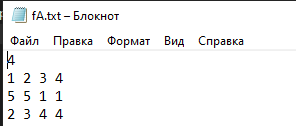 fA.txt – Блокнот
Файл Правка Формат Вид Справка
4
1 2 3 4
5 5 1 1
2 3 4 4